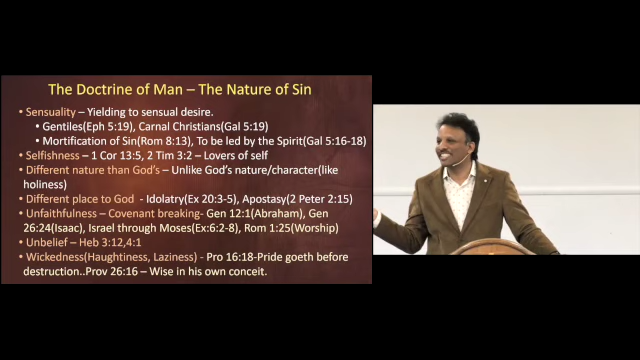 The Doctrine of Man – The Nature of Sin
• Sensuality – Yielding to sensual desire.
• Gentiles(Eph 5:19), Carnal Christians(Gal 5:19)
• Mortification of Sin(Rom 8:13), To be led by the Spirit(Gal 5:16-18)
• Selfishness – 1 Cor 13:5, 2 Tim 3:2 – Lovers of self
• Different nature than God's – Unlike God's nature/character(like
holiness)
• Different place to God - Idolatry(Ex 20:3-5), Apostasy(2 Peter 2:15)
• Unfaithfulness – Covenant breaking- Gen 12:1(Abraham), Gen
26:24(Isaac), Israel through Moses(Ex:6:2-8), Rom 1:25(Worship)
• Unbelief – Heb 3:12,4:1
• Wickedness(Haughtiness, Laziness) - Pro 16:18-Pride goeth before
destruction..Prov 26:16 – Wise in his own conceit.